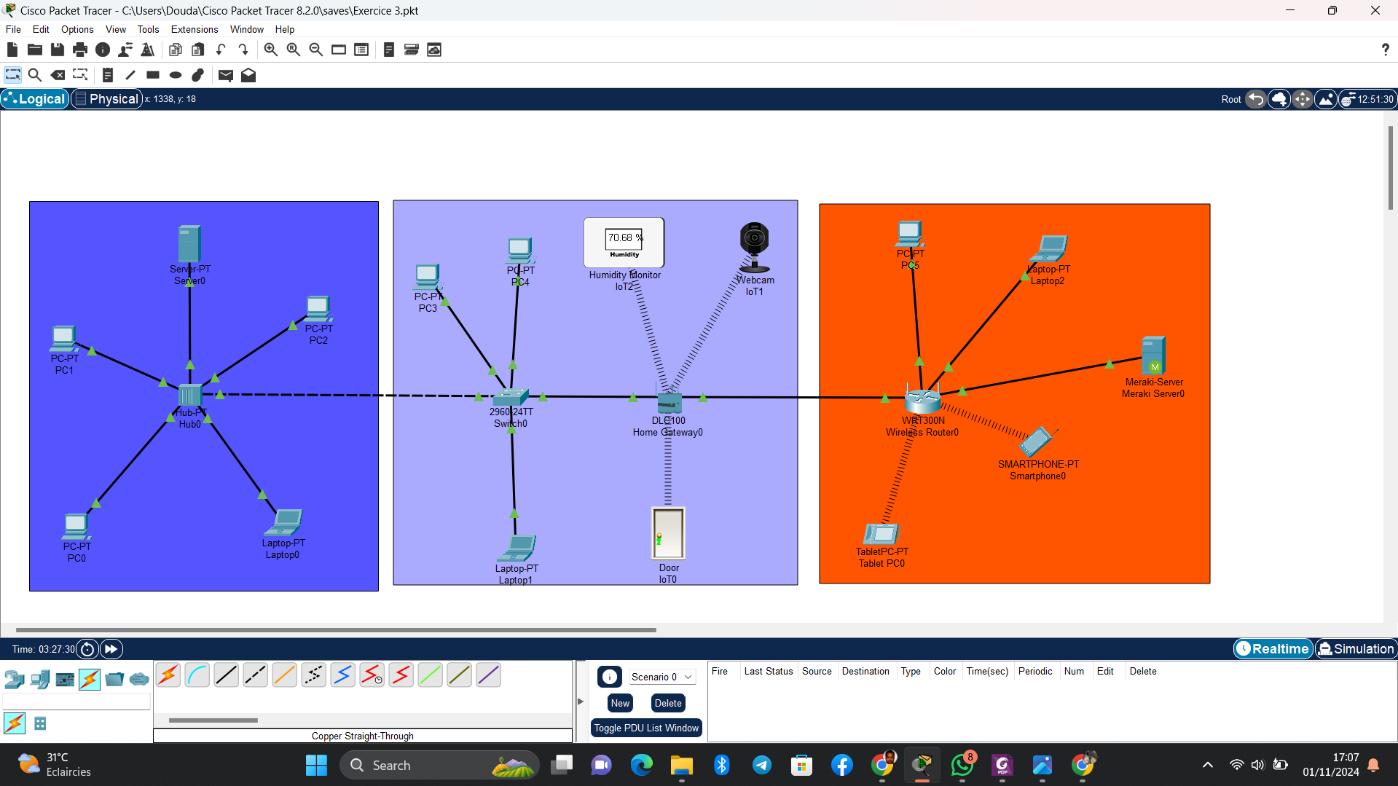 Cisco Packet Tracer - C:\Users\Douda\Cisco Packet Tracer 8.2.0\saves\Exercice 3.pkt
File Edit Options View Tools Extensions Window Help
?
Logical Physical x: 1338, y: 18 Root 12:51:30
Server-PT
Server0
PC-PT
PC2
PC-PT
PC1
Hub-PT
Hub0
PC-PT
PC0
Laptop-PT
Laptop0
PC-PT
PC3
PC-PT
PC4
70.68 %
Humidity
Humidity Monitor
IoT2
Webcam
IoT1
2960-24TT
Switch0
DLC100
Home Gateway0
Laptop-PT
Laptop1
Door
IoT0
PC-PT
PC5
Laptop-PT
Laptop2
M
Meraki-Server
Meraki Server0
WRT300N
Wireless Router0
SMARTPHONE-PT
Smartphone0
TabletPC-PT
Tablet PC0
Time: 03:27:30 Realtime Simulation
Scenario 0
New Delete
Toggle PDU List Window
Fire Last Status Source Destination Type Color Time(sec) Periodic Num Edit Delete
Copper Straight-Through
31°C
Eclaircies
Search
8
17:07
01/11/2024